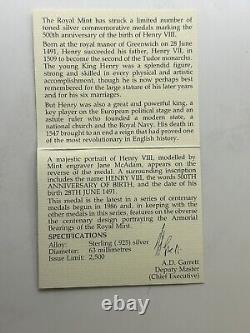 The Royal Mint has struck a limited number of
toned silver commemorative medals marking the
500th anniversary of the birth of Henry VIII.
Born at the royal manor of Greenwich on 28 June
1491, Henry succeeded his father, Henry VII, in
1509 to become the second of the Tudor monarchs.
The young King Henry was a splendid figure,
strong and skilled in every physical and artistic
accomplishment, though he is now perhaps best
remembered for the large stature of his later years
and for his six marriages.
But Henry was also a great and powerful king, a
key player on the European political stage and an
astute ruler who founded a modern state, a
national church and the Royal Navy. His death in
1547 brought to an end a reign that had proved one of the
most revolutionary in English history.
A majestic portrait of Henry VIII, modelled by
Mint engraver Jane McAdam, appears on the
reverse of the medal. A surrounding inscription
includes the name HENRY VIII, the words 500TH
ANNIVERSARY OF BIRTH, and the date of his
birth 28TH JUNE 1491.
This medal is the latest in a series of centenary
medals begun in 1986 and, in keeping with the
other medals in this series, features on the obverse
the centenary design portraying the Armorial
Bearings of the Royal Mint.
SPECIFICATIONS
Alloy: Sterling (.925) silver
Diameter: 63 millimetres
Issue Limit: 2,500
A.D. Garrett
Deputy Master
(Chief Executive)